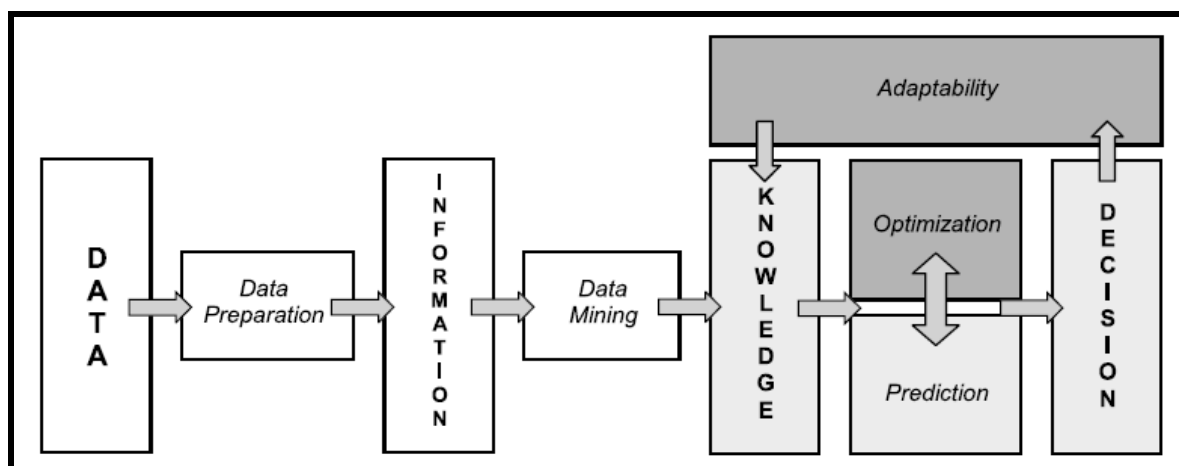 Adaptability
DATA
Data
Preparation
INFORMATION
Data
Mining
KNOWLEDGE
Optimization
Prediction
DECISION